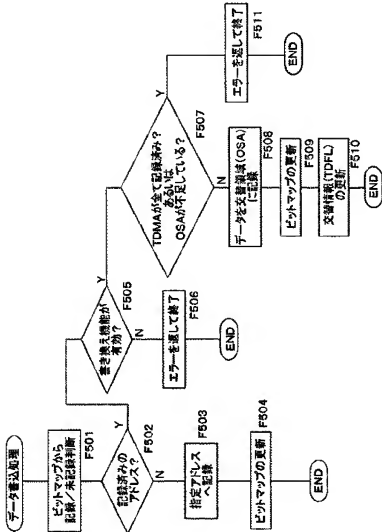 データ書込処理
ビットマップから
記録/未記録判断
F501
記録済みの
アドレス?
F502
Y
N
指定アドレス
へ記録
F503
ビットマップの更新
F504
END
書き換え機能が
有効?
F505
Y
N
エラーを返して終了
F506
END
TDMAが全て記録済み?
あるいは
OSAが不足している?
F507
Y
N
データを交替領域(OSA)
に記録
F508
ビットマップの更新
F509
交替情報(TDFL)
の更新
F510
END
エラーを返して終了
F511
END